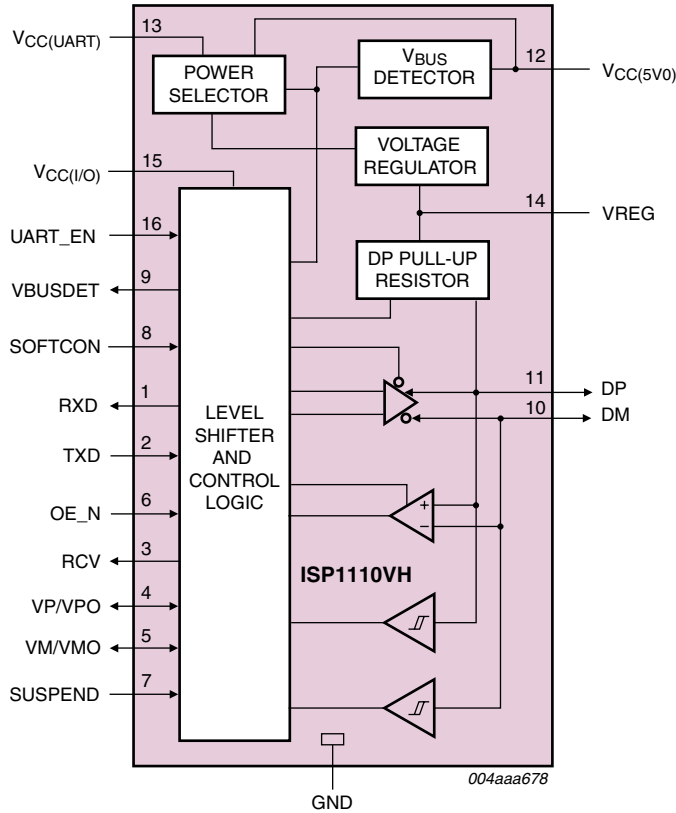 13
VCC(UART)
POWER
SELECTOR
VBUS
DETECTOR
12
VCC(5V0)
VOLTAGE
REGULATOR
15
VCC(I/O)
14
VREG
16
UART_EN
DP PULL-UP
RESISTOR
9
VBUSDET
8
SOFTCON
11
DP
1
RXD
10
DM
LEVEL
SHIFTER
AND
CONTROL
LOGIC
2
TXD
6
OE_N
+
−
3
RCV
ISP1110VH
4
VP/VPO
5
VM/VMO
7
SUSPEND
004aaa678
GND